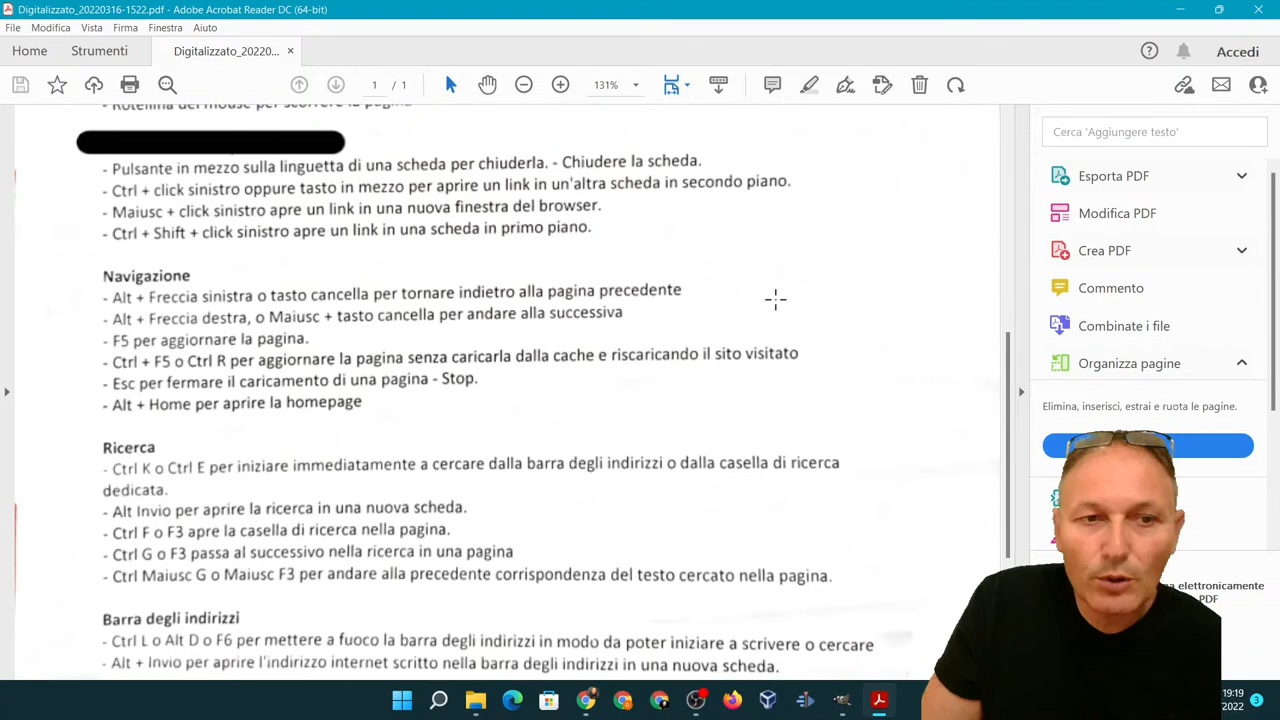 Digitalizzato_20220316-1522.pdf - Adobe Acrobat Reader DC (64-bit)
File Modifica Vista Firma Finestra Aiuto
Home Strumenti Digitalizzato_20220... × Accedi
1 / 1 131%
- Rotellina del mouse per scorrere la pagina
- Pulsante in mezzo sulla linguetta di una scheda per chiuderla. - Chiudere la scheda.
- Ctrl + click sinistro oppure tasto in mezzo per aprire un link in un'altra scheda in secondo piano.
- Maiusc + click sinistro apre un link in una nuova finestra del browser.
- Ctrl + Shift + click sinistro apre un link in una scheda in primo piano.
Navigazione
- Alt + Freccia sinistra o tasto cancella per tornare indietro alla pagina precedente
- Alt + Freccia destra, o Maiusc + tasto cancella per andare alla successiva
- F5 per aggiornare la pagina.
- Ctrl + F5 o Ctrl R per aggiornare la pagina senza caricarla dalla cache e riscaricando il sito visitato
- Esc per fermare il caricamento di una pagina - Stop.
- Alt + Home per aprire la homepage
Ricerca
- Ctrl K o Ctrl E per iniziare immediatamente a cercare dalla barra degli indirizzi o dalla casella di ricerca
dedicata.
- Alt Invio per aprire la ricerca in una nuova scheda.
- Ctrl F o F3 apre la casella di ricerca nella pagina.
- Ctrl G o F3 passa al successivo nella ricerca in una pagina
- Ctrl Maiusc G o Maiusc F3 per andare alla precedente corrispondenza del testo cercato nella pagina.
Barra degli indirizzi
- Ctrl L o Alt D o F6 per mettere a fuoco la barra degli indirizzi in modo da poter iniziare a scrivere o cercare
- Alt + Invio per aprire l'indirizzo internet scritto nella barra degli indirizzi in una nuova scheda.
Cerca 'Aggiungere testo'
Esporta PDF
Modifica PDF
Crea PDF
Commento
Combinate i file
Organizza pagine
Elimina, inserisci, estrai e ruota le pagine.
elettronicamente
PDF
19:19
2022
3